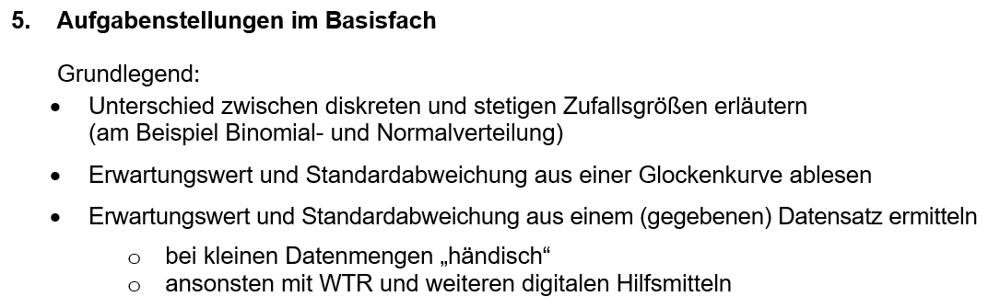 5. Aufgabenstellungen im Basisfach
Grundlegend:
• Unterschied zwischen diskreten und stetigen Zufallsgrößen erläutern
(am Beispiel Binomial- und Normalverteilung)
• Erwartungswert und Standardabweichung aus einer Glockenkurve ablesen
• Erwartungswert und Standardabweichung aus einem (gegebenen) Datensatz ermitteln
o bei kleinen Datenmengen „händisch“
o ansonsten mit WTR und weiteren digitalen Hilfsmitteln